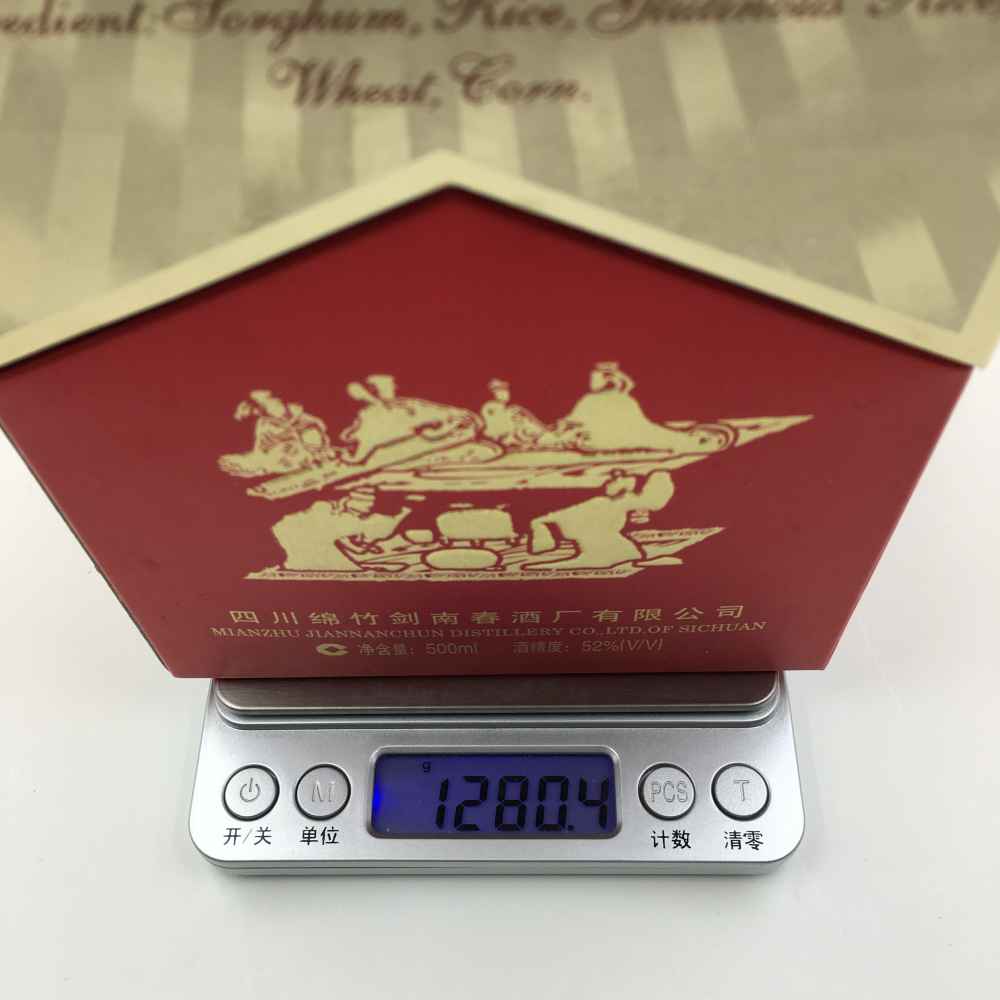 Sorghum, Rice, Glutinous Rice,
Wheat, Corn.
四川绵竹剑南春酒厂有限公司
MIANZHU JIANNANCHUN DISTILLERY CO.,LTD.OF SICHUAN
净含量：500ml 酒精度：52%(V/V)
g
1280.4
M PCS T
开/关 单位 计数 清零